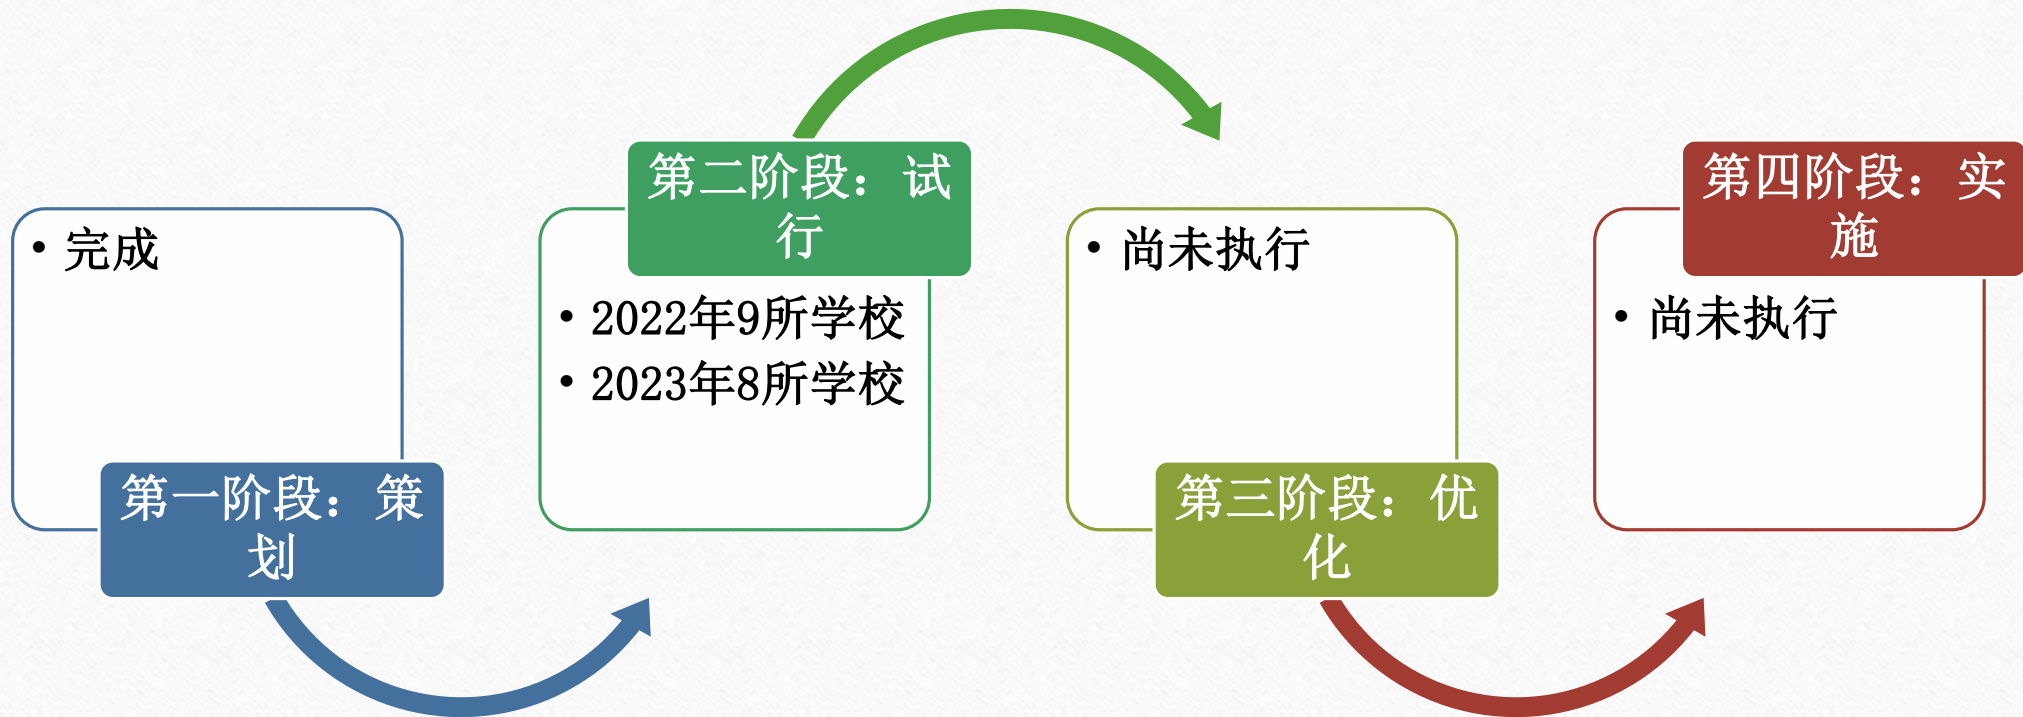 • 完成
第一阶段：策
划
第二阶段：试
行
• 2022年9所学校
• 2023年8所学校
• 尚未执行
第三阶段：优
化
第四阶段：实
施
• 尚未执行